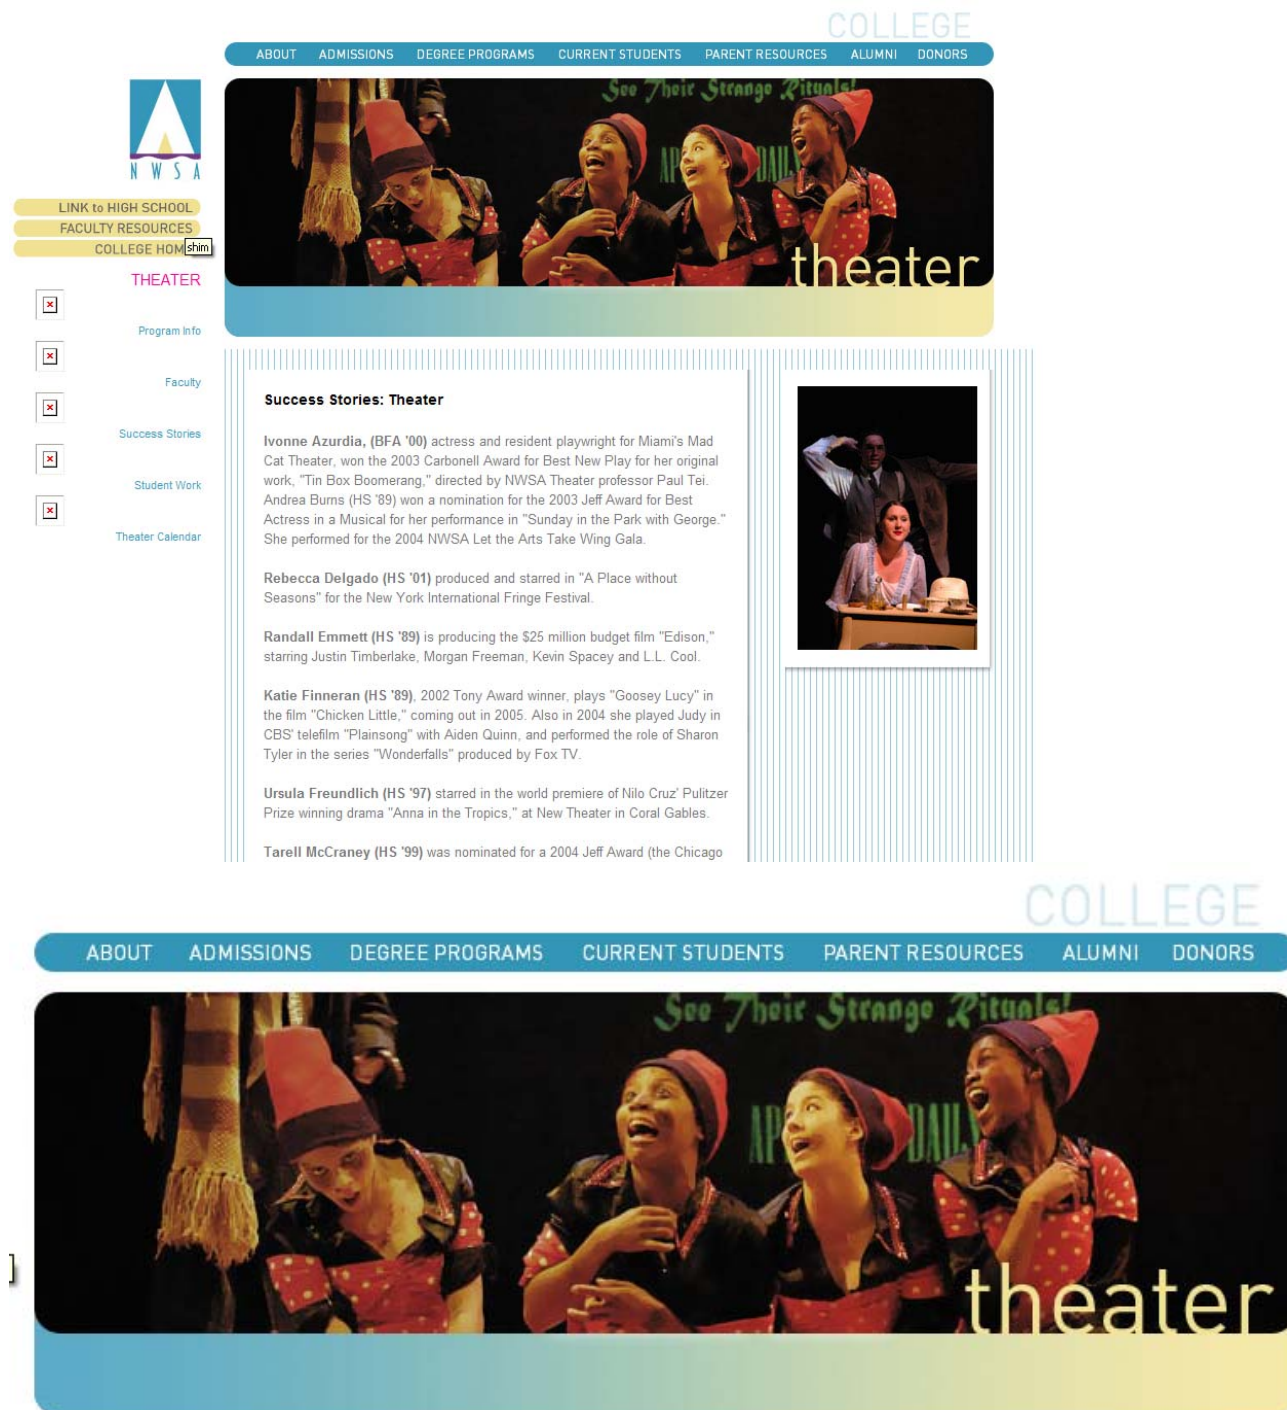 COLLEGE
ABOUT ADMISSIONS DEGREE PROGRAMS CURRENT STUDENTS PARENT RESOURCES ALUMNI DONORS
See Their Strange Rituals!
DAILY
theater
NWSA
LINK to HIGH SCHOOL
FACULTY RESOURCES
COLLEGE HOM
shim
THEATER
Program Info
Faculty
Success Stories
Student Work
Theater Calendar
Success Stories: Theater
Ivonne Azurdia, (BFA '00) actress and resident playwright for Miami's Mad
Cat Theater, won the 2003 Carbonell Award for Best New Play for her original
work, "Tin Box Boomerang," directed by NWSA Theater professor Paul Tei.
Andrea Burns (HS '89) won a nomination for the 2003 Jeff Award for Best
Actress in a Musical for her performance in "Sunday in the Park with George."
She performed for the 2004 NWSA Let the Arts Take Wing Gala.
Rebecca Delgado (HS '01) produced and starred in "A Place without
Seasons" for the New York International Fringe Festival.
Randall Emmett (HS '89) is producing the $25 million budget film "Edison,"
starring Justin Timberlake, Morgan Freeman, Kevin Spacey and L.L. Cool.
Katie Finneran (HS '89), 2002 Tony Award winner, plays "Goosey Lucy" in
the film "Chicken Little," coming out in 2005. Also in 2004 she played Judy in
CBS' telefilm "Plainsong" with Aiden Quinn, and performed the role of Sharon
Tyler in the series "Wonderfalls" produced by Fox TV.
Ursula Freundlich (HS '97) starred in the world premiere of Nilo Cruz' Pulitzer
Prize winning drama "Anna in the Tropics," at New Theater in Coral Gables.
Tarell McCraney (HS '99) was nominated for a 2004 Jeff Award (the Chicago
COLLEGE
ABOUT ADMISSIONS DEGREE PROGRAMS CURRENT STUDENTS PARENT RESOURCES ALUMNI DONORS
See Their Strange Rituals!
DAILY
theater